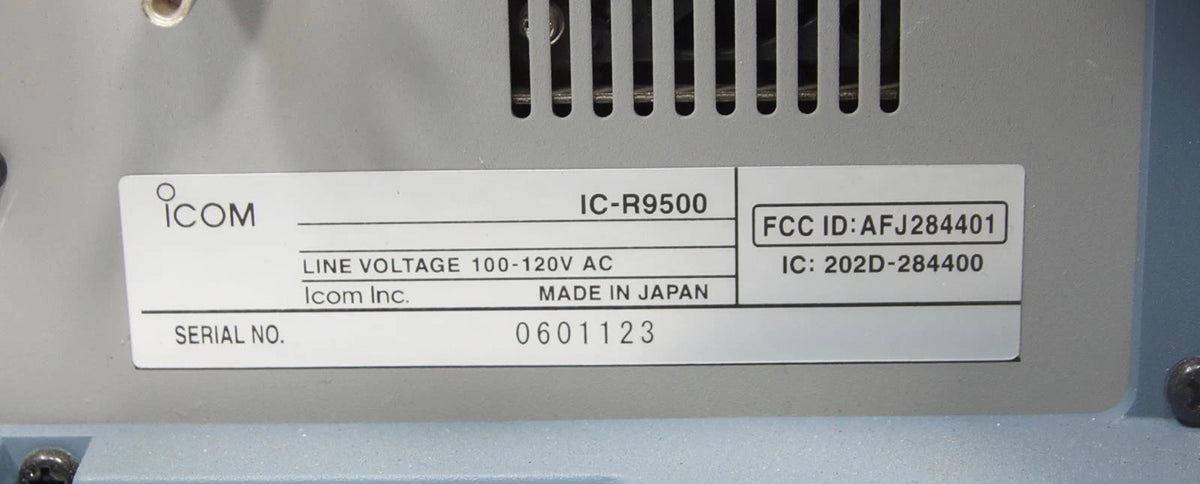 ICOM
IC-R9500
LINE VOLTAGE 100-120V AC
Icom Inc. MADE IN JAPAN
FCC ID:AFJ284401
IC: 202D-284400
SERIAL NO. 0601123